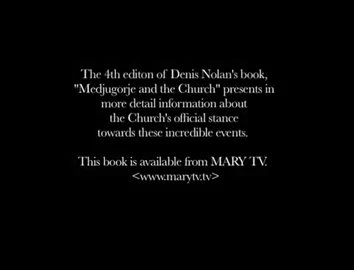 The 4th editon of Denis Nolan's book,
"Medjugorje and the Church" presents in
more detail information about
the Church's official stance
towards these incredible events.
This book is available from MARY TV.
<www.marytv.tv>